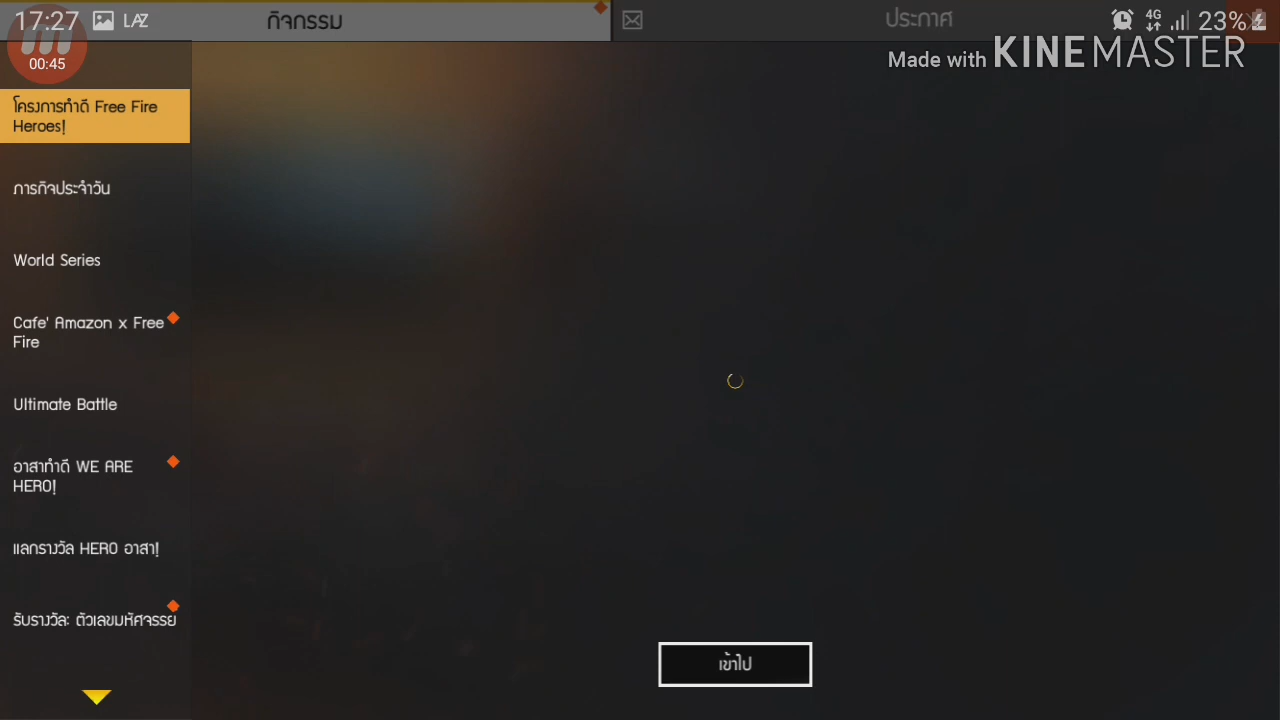 17:27
LAZ
กิจกรรม
ประกาศ
4G
23%
m
00:45
Made with KINEMASTER
โครงการทำดี Free Fire
Heroes!
ภารกิจประจำวัน
World Series
Cafe' Amazon x Free
Fire
Ultimate Battle
อาสาทำดี WE ARE
HERO!
แลกรางวัล HERO อาสา!
รับรางวัล: ตัวเลขมหัศจรรย์
เข้าไป